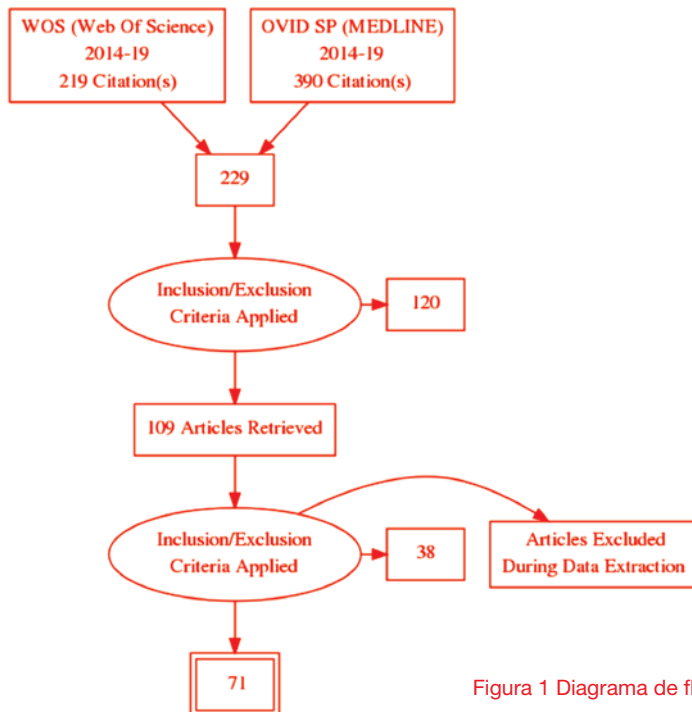 WOS (Web Of Science)
2014-19
219 Citation(s)
OVID SP (MEDLINE)
2014-19
390 Citation(s)
229
Inclusion/Exclusion
Criteria Applied
120
109 Articles Retrieved
Inclusion/Exclusion
Criteria Applied
38
Articles Excluded
During Data Extraction
71
Figura 1 Diagrama de